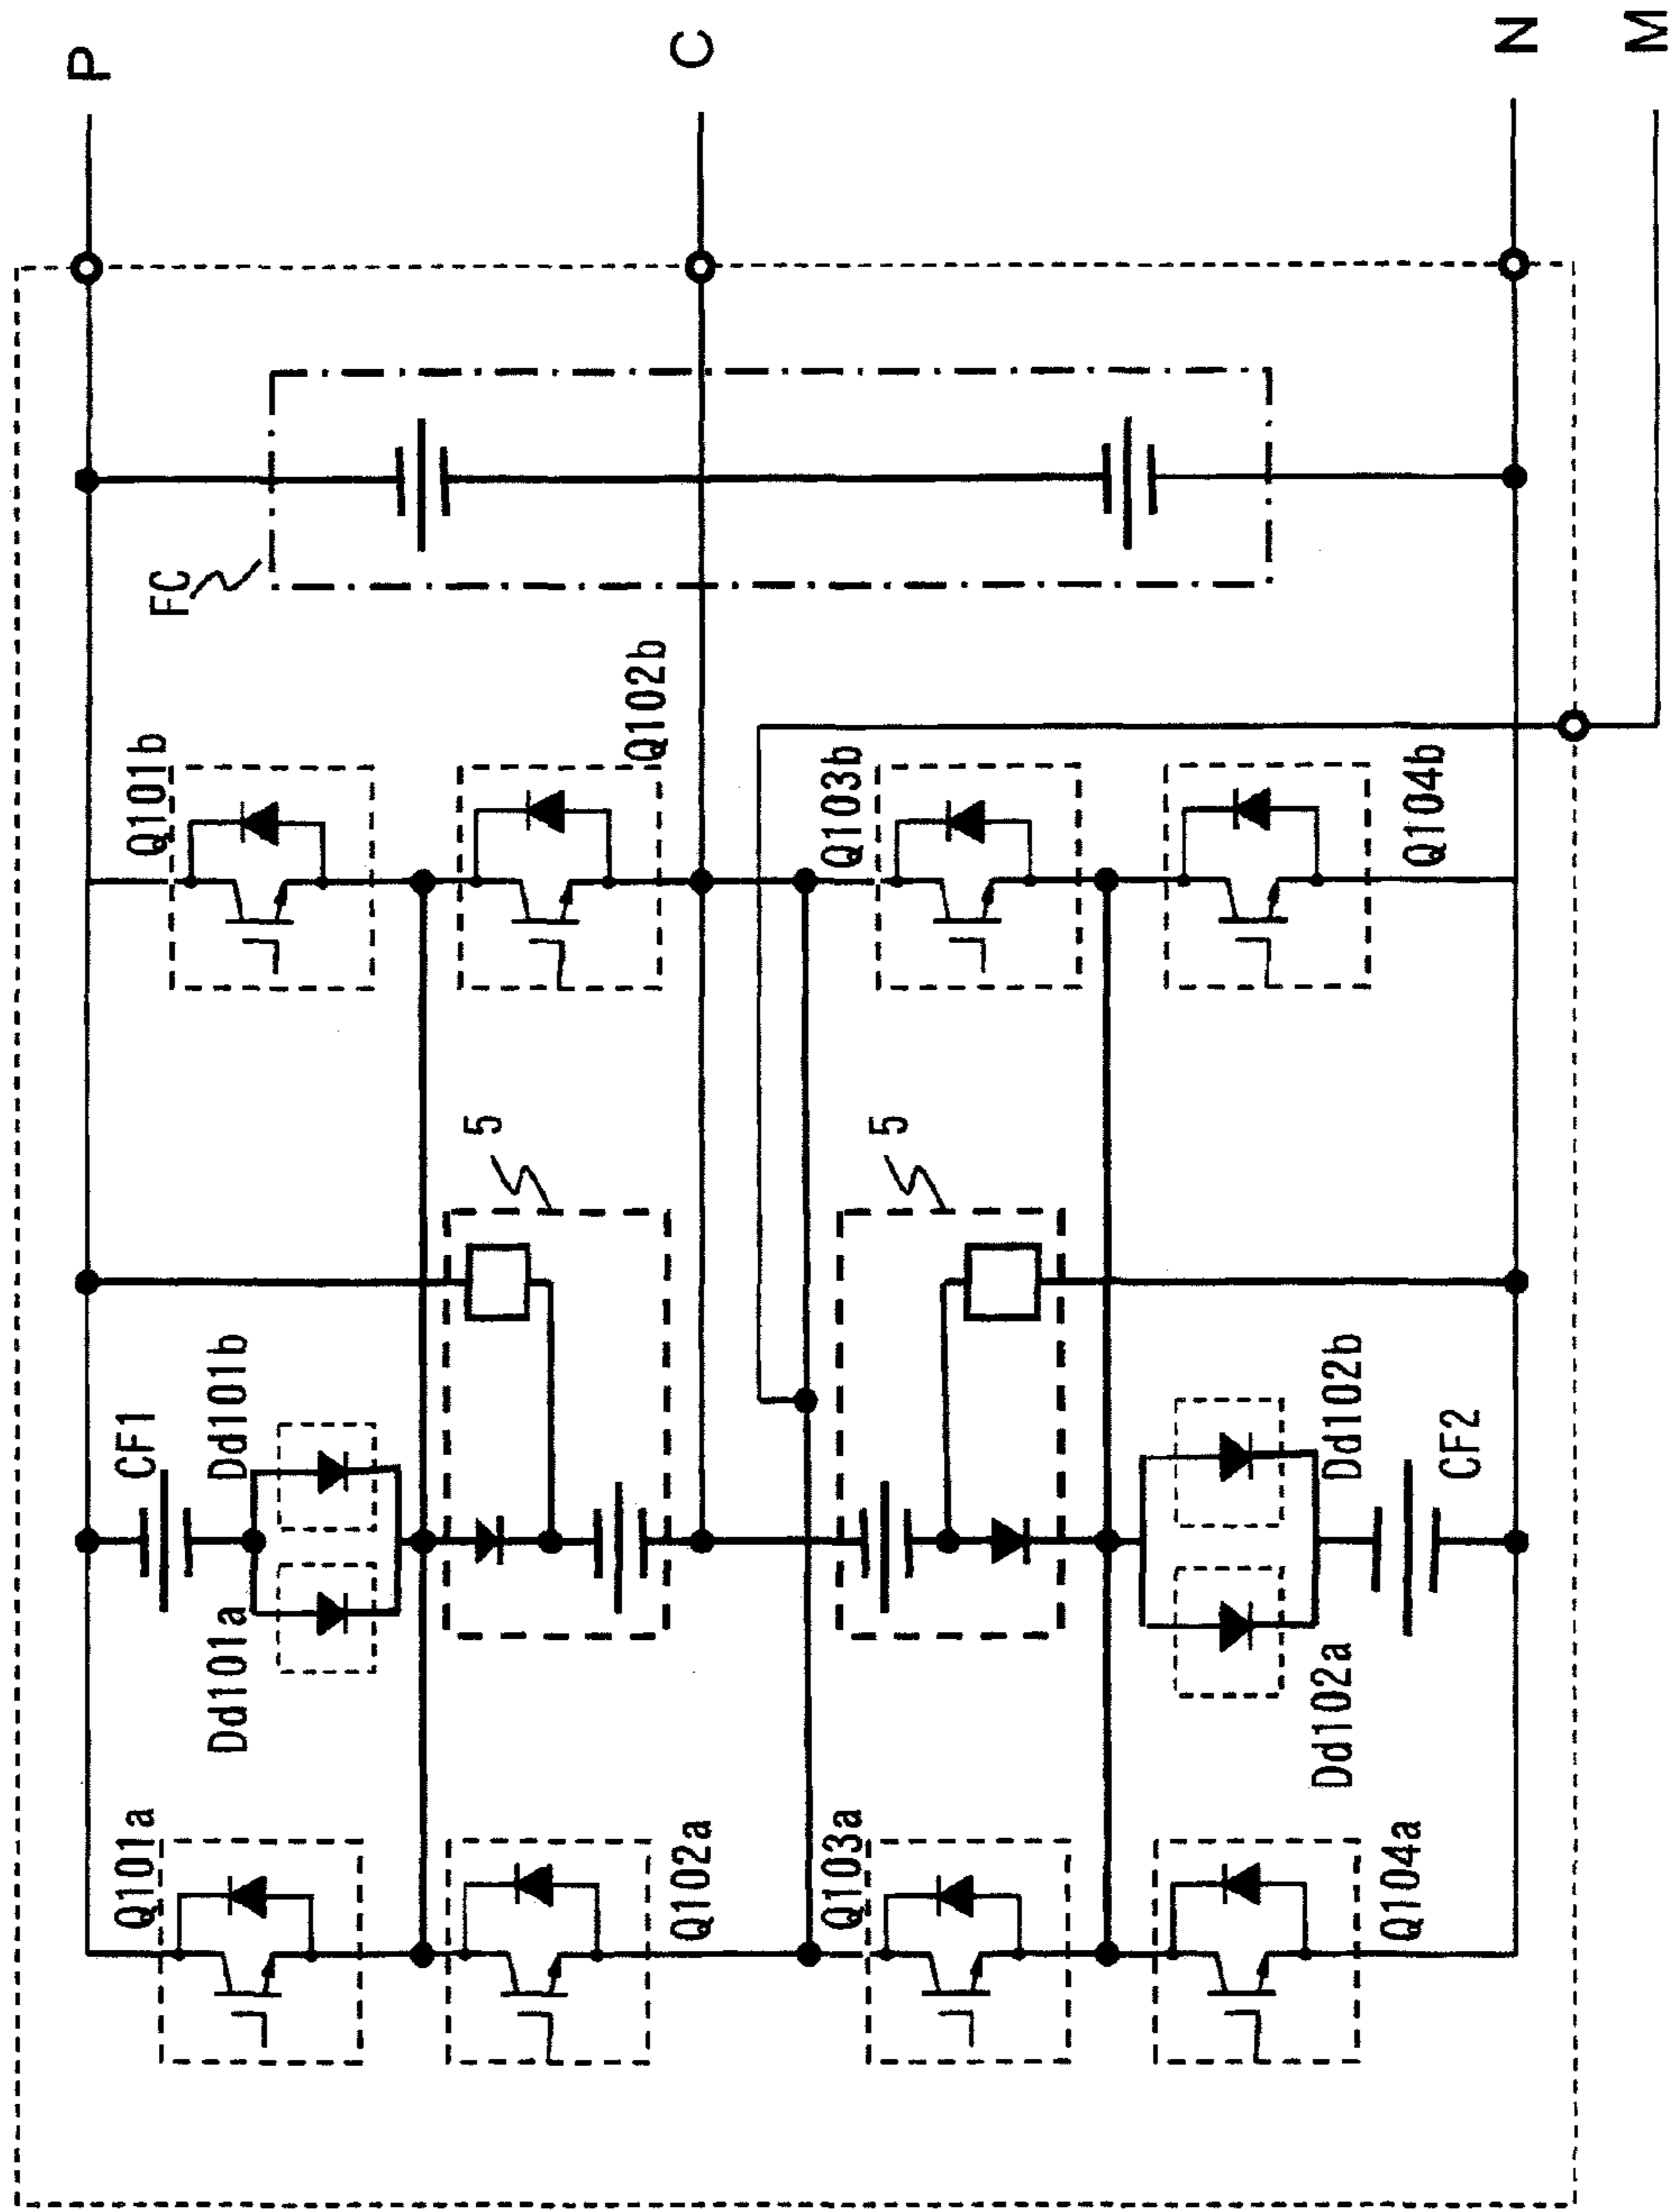 P
C
N
M
FC
Q101b
Q102b
Q103b
Q104b
5
5
CF1
Dd101b
Dd101a
Dd102b
CF2
Dd102a
Q101a
Q102a
Q103a
Q104a